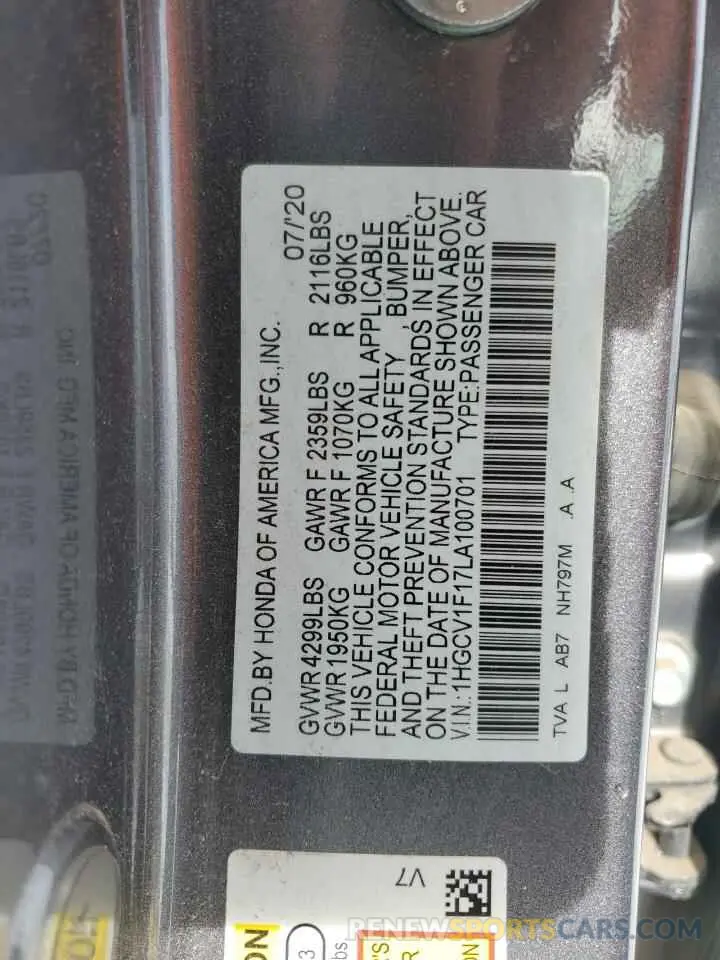 MFD.BY HONDA OF AMERICA MFG.,INC. 07/'20
GVWR 4299LBS GAWR F 2359LBS R 2116LBS
GVWR 1950KG GAWR F 1070KG R 960KG
THIS VEHICLE CONFORMS TO ALL APPLICABLE
FEDERAL MOTOR VEHICLE SAFETY , BUMPER,
AND THEFT PREVENTION STANDARDS IN EFFECT
ON THE DATE OF MANUFACTURE SHOWN ABOVE.
V.I.N.: 1HGCV1F17LA100701 TYPE:PASSENGER CAR
TVA L AB7 NH797M .A .A
V7
3
RENEWSPORTSCARS.COM